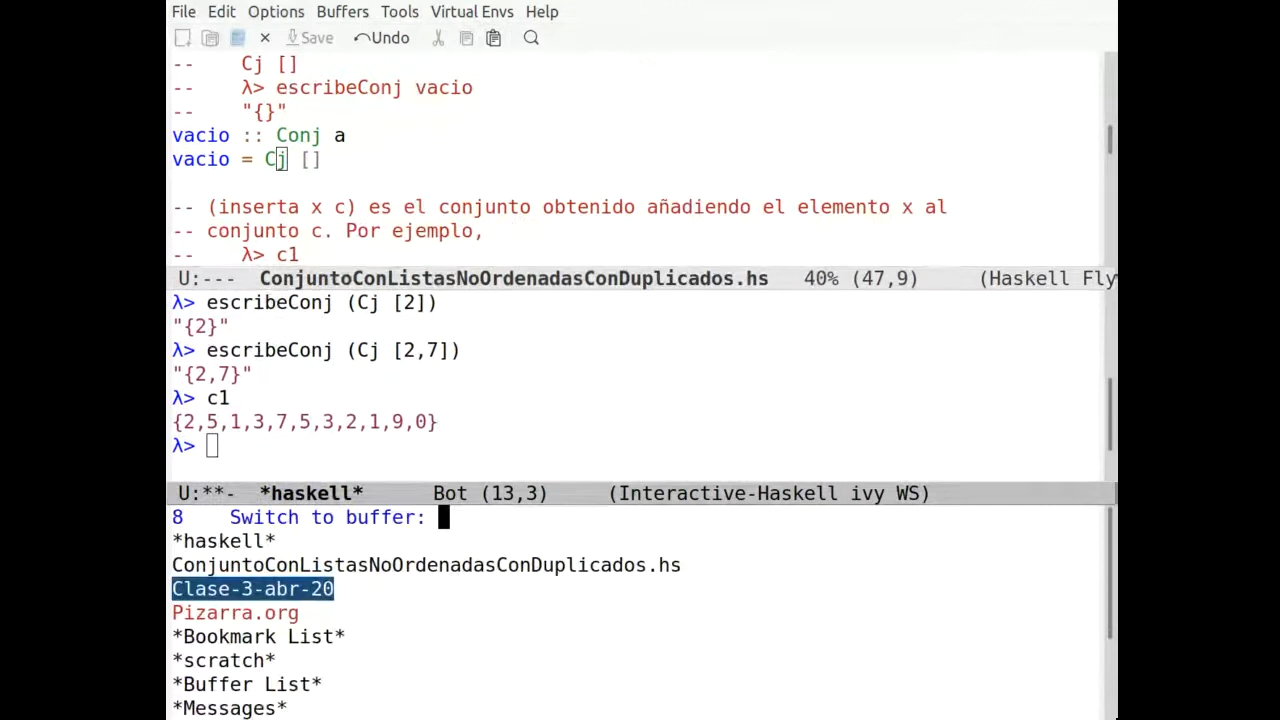 File Edit Options Buffers Tools Virtual Envs Help
Save Undo
-- Cj []
-- λ> escribeConj vacio
-- "{}"
vacio :: Conj a
vacio = Cj []
-- (inserta x c) es el conjunto obtenido añadiendo el elemento x al
-- conjunto c. Por ejemplo,
-- λ> c1
U:--- ConjuntoConListasNoOrdenadasConDuplicados.hs 40% (47,9) (Haskell Fly
λ> escribeConj (Cj [2])
"{2}"
λ> escribeConj (Cj [2,7])
"{2,7}"
λ> c1
{2,5,1,3,7,5,3,2,1,9,0}
λ>
U:**- *haskell* Bot (13,3) (Interactive-Haskell ivy WS)
8 Switch to buffer:
*haskell*
ConjuntoConListasNoOrdenadasConDuplicados.hs
Clase-3-abr-20
Pizarra.org
*Bookmark List*
*scratch*
*Buffer List*
*Messages*